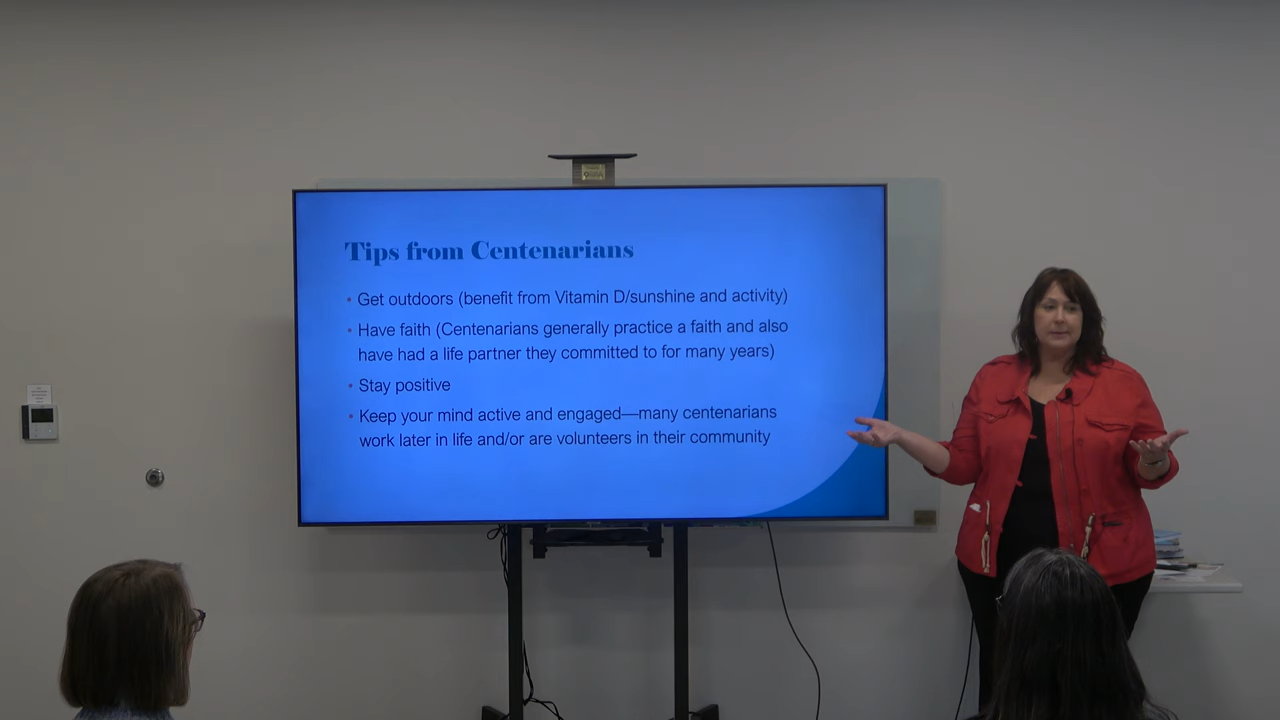 Tips from Centenarians
• Get outdoors (benefit from Vitamin D/sunshine and activity)
• Have faith (Centenarians generally practice a faith and also
have had a life partner they committed to for many years)
• Stay positive
• Keep your mind active and engaged—many centenarians
work later in life and/or are volunteers in their community